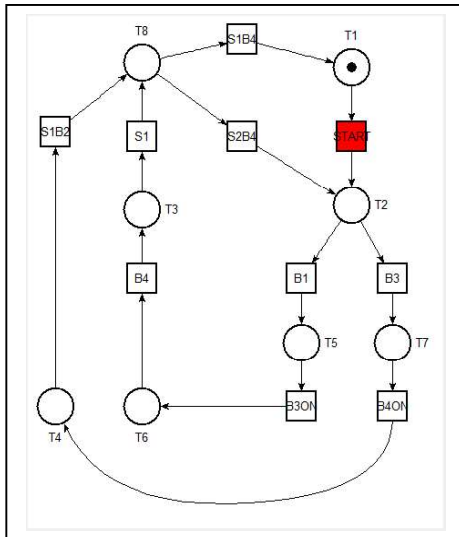 T8
S1B4
T1
S1B2
S1
S2B4
START
T3
T2
B4
B1
B3
T5
T7
B3ON
B4ON
T4
T6